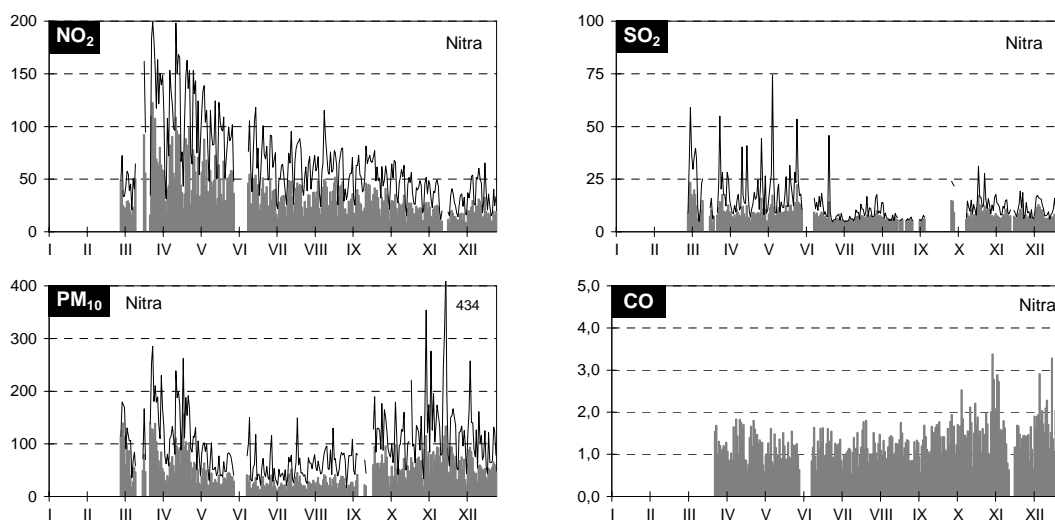 200
NO₂
Nitra
150
100
50
0
I II III IV V VI VII VIII IX X XI XII
100
SO₂
Nitra
75
50
25
0
I II III IV V VI VII VIII IX X XI XII
400
PM₁₀ Nitra 434
300
200
100
0
I II III IV V VI VII VIII IX X XI XII
5,0
CO
Nitra
4,0
3,0
2,0
1,0
0,0
I II III IV V VI VII VIII IX X XI XII